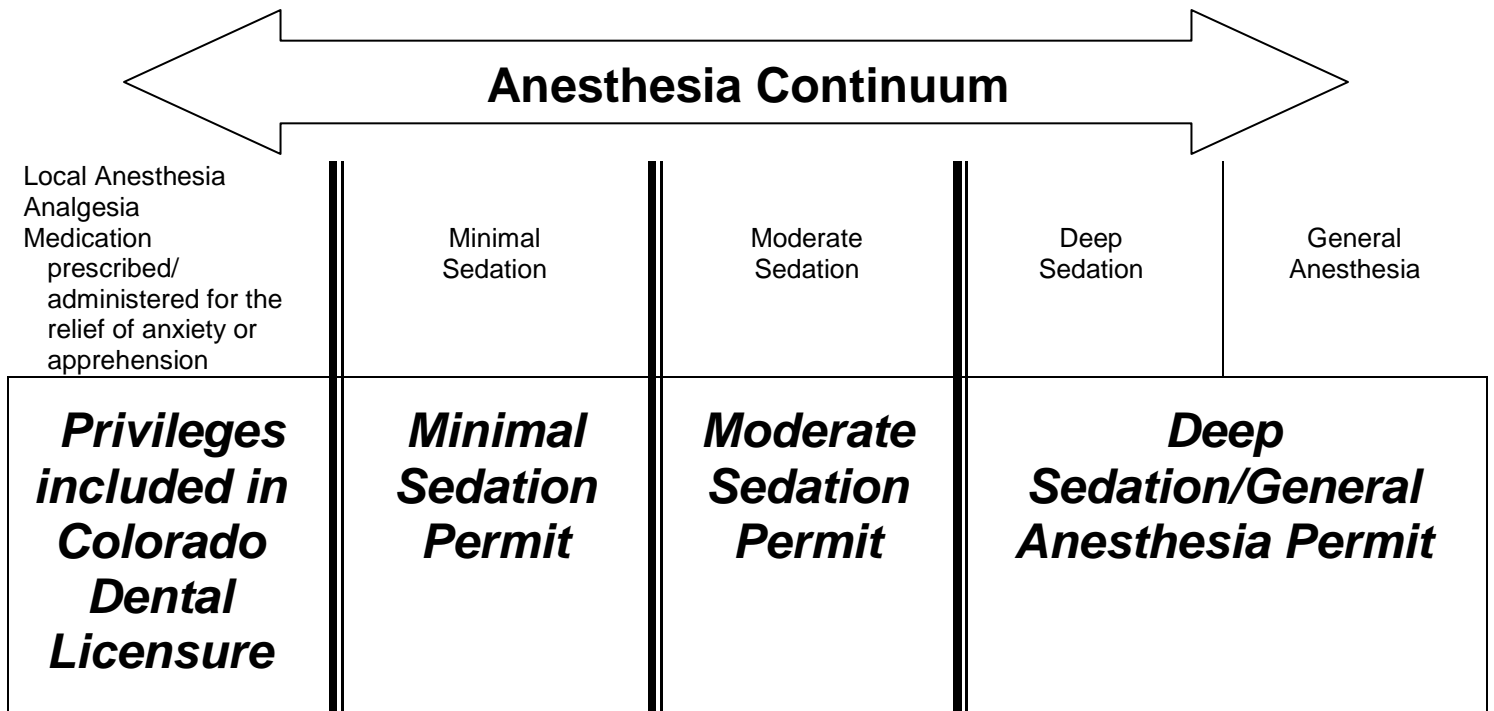 Anesthesia Continuum
Local Anesthesia
Analgesia
Medication
prescribed/
administered for the
relief of anxiety or
apprehension
Minimal
Sedation
Moderate
Sedation
Deep
Sedation
General
Anesthesia
Privileges
included in
Colorado
Dental
Licensure
Minimal
Sedation
Permit
Moderate
Sedation
Permit
Deep
Sedation/General
Anesthesia Permit